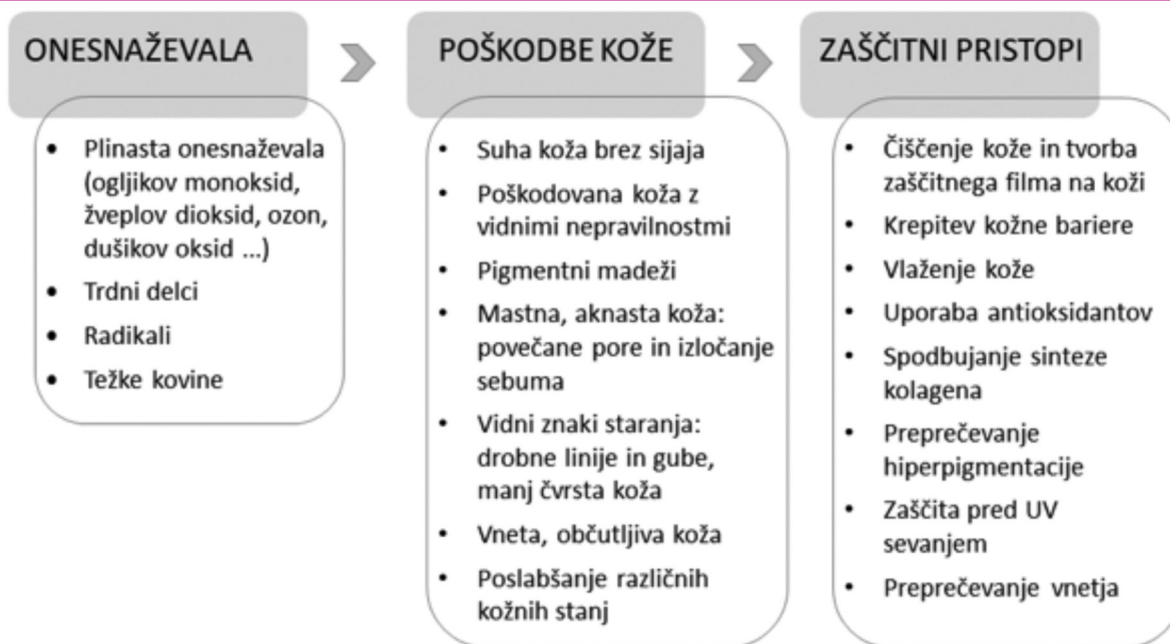 ONESNAŽEVALA
Plinasta onesnaževala
(ogljikov monoksid,
žveplov dioksid, ozon,
dušikov oksid ...)
Trdni delci
Radikali
Težke kovine
POŠKODBE KOŽE
Suha koža brez sijaja
Poškodovana koža z
vidnimi nepravilnostmi
Pigmentni madeži
Mastna, aknasta koža:
povečane pore in izločanje
sebuma
Vidni znaki staranja:
drobne linije in gube,
manj čvrsta koža
Vneta, občutljiva koža
Poslabšanje različnih
kožnih stanj
ZAŠČITNI PRISTOPI
Čiščenje kože in tvorba
zaščitnega filma na koži
Krepitev kožne bariere
Vlaženje kože
Uporaba antioksidantov
Spodbujanje sinteze
kolagena
Preprečevanje
hiperpigmentacije
Zaščita pred UV
sevanjem
Preprečevanje vnetja